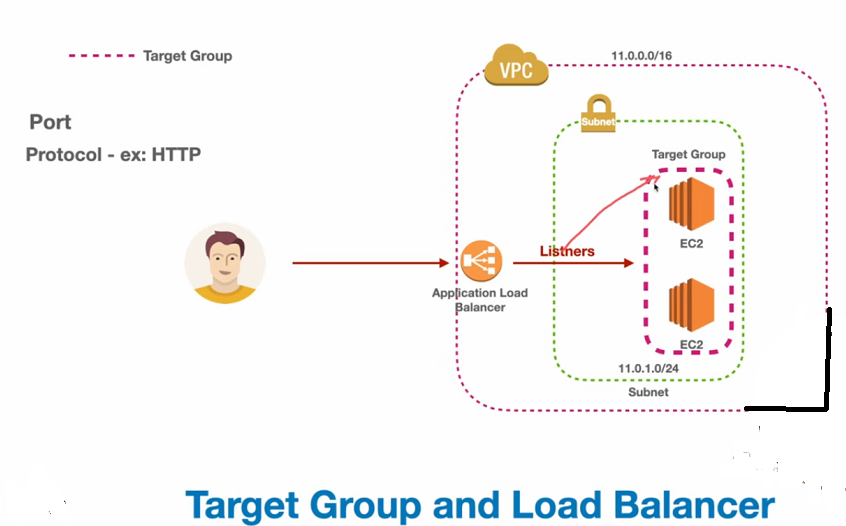 Target Group
11.0.0.0/16
VPC
Port
Subnet
Protocol - ex: HTTP
Target Group
EC2
Listners
Application Load
Balancer
EC2
11.0.1.0/24
Subnet
Target Group and Load Balancer